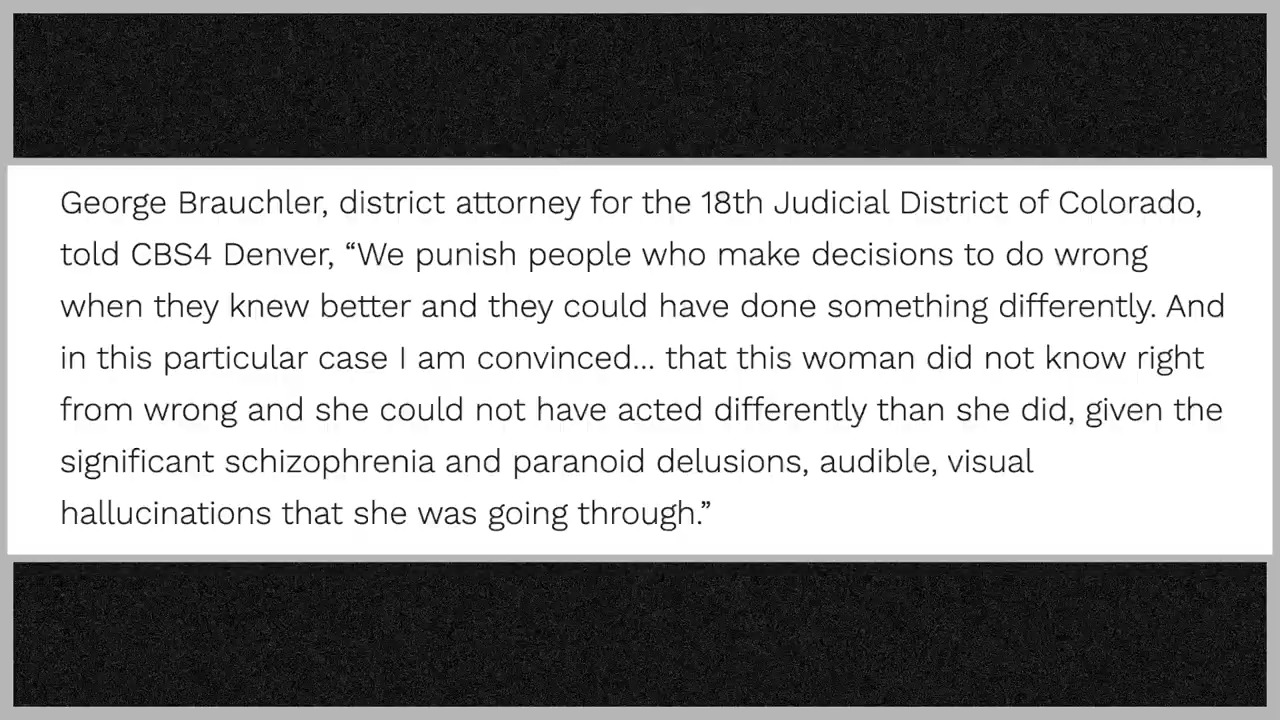 George Brauchler, district attorney for the 18th Judicial District of Colorado,
told CBS4 Denver, “We punish people who make decisions to do wrong
when they knew better and they could have done something differently. And
in this particular case I am convinced... that this woman did not know right
from wrong and she could not have acted differently than she did, given the
significant schizophrenia and paranoid delusions, audible, visual
hallucinations that she was going through.”